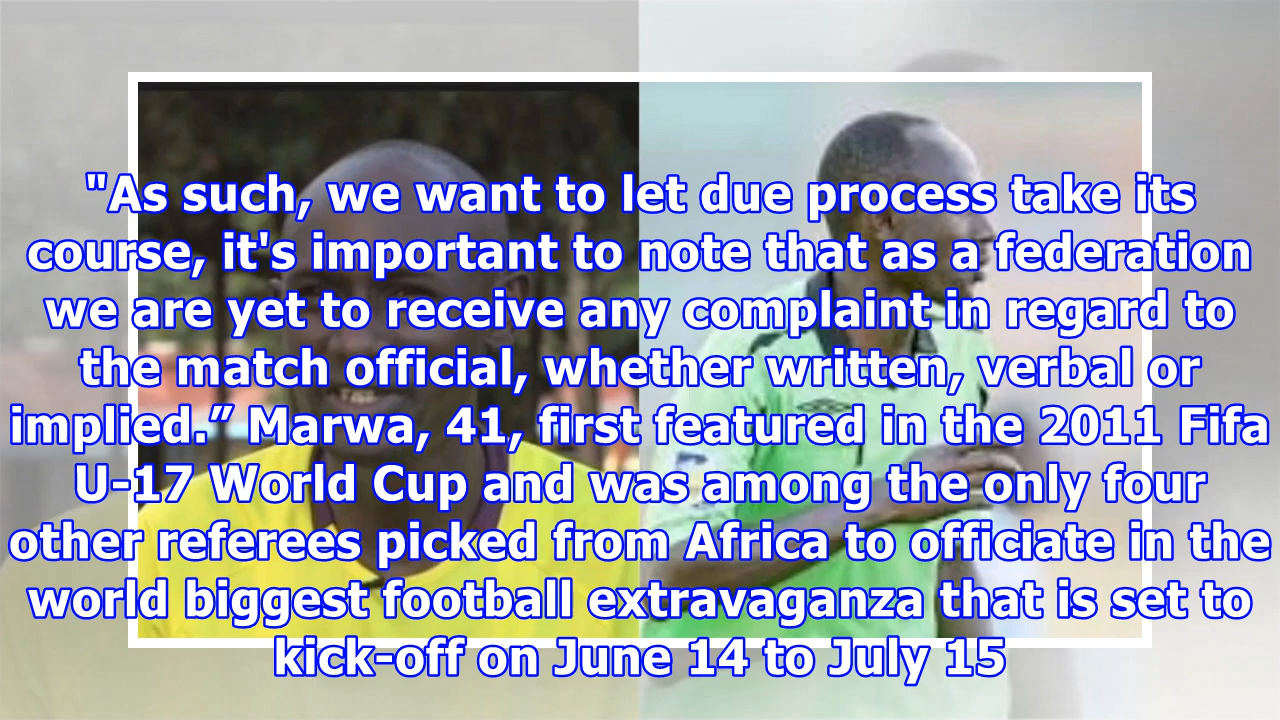 "As such, we want to let due process take its
course, it's important to note that as a federation
we are yet to receive any complaint in regard to
the match official, whether written, verbal or
implied.” Marwa, 41, first featured in the 2011 Fifa
U-17 World Cup and was among the only four
other referees picked from Africa to officiate in the
world biggest football extravaganza that is set to
kick-off on June 14 to July 15